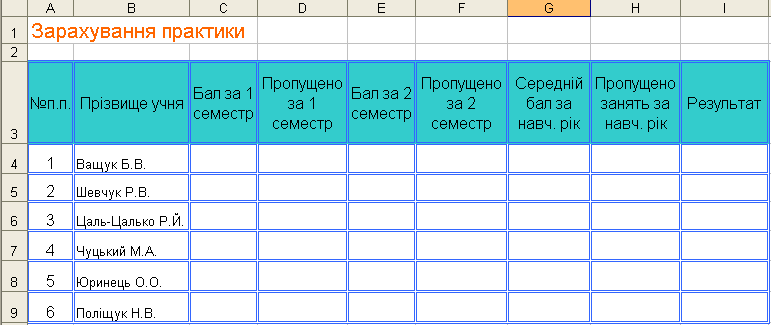 A B C D E F G H I
1 Зарахування практики
2
3 №п.п. Прізвище учня Бал за 1 семестр Пропущено за 1 семестр Бал за 2 семестр Пропущено за 2 семестр Середній бал за навч. рік Пропущено занять за навч. рік Результат
4 1 Ващук Б.В.
5 2 Шевчук Р.В.
6 3 Цаль-Цалько Р.Й.
7 4 Чуцький М.А.
8 5 Юринець О.О.
9 6 Поліщук Н.В.